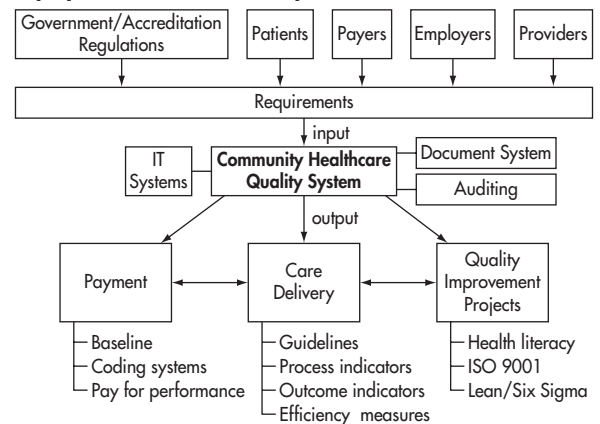 Government/Accreditation
Regulations
Patients
Payers
Employers
Providers
Requirements
input
IT
Systems
Community Healthcare
Quality System
Document System
Auditing
output
Payment
Care
Delivery
Quality
Improvement
Projects
Baseline
Coding systems
Pay for performance
Guidelines
Process indicators
Outcome indicators
Efficiency measures
Health literacy
ISO 9001
Lean/Six Sigma